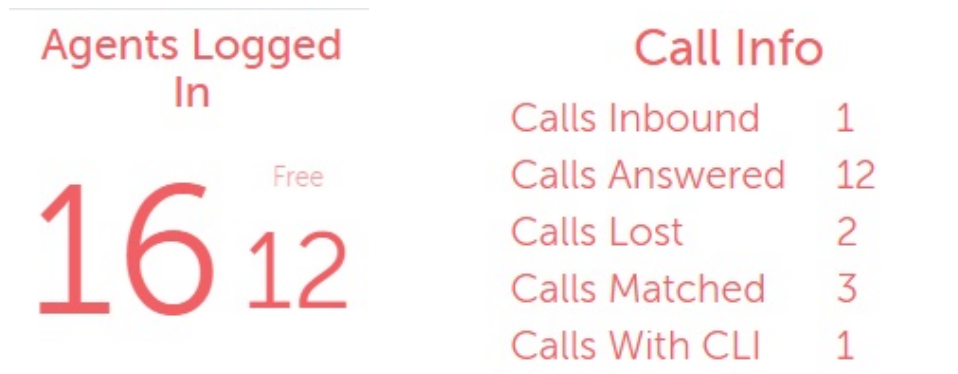 Agents Logged
In
Free
16 12
Call Info
Calls Inbound 1
Calls Answered 12
Calls Lost 2
Calls Matched 3
Calls With CLI 1